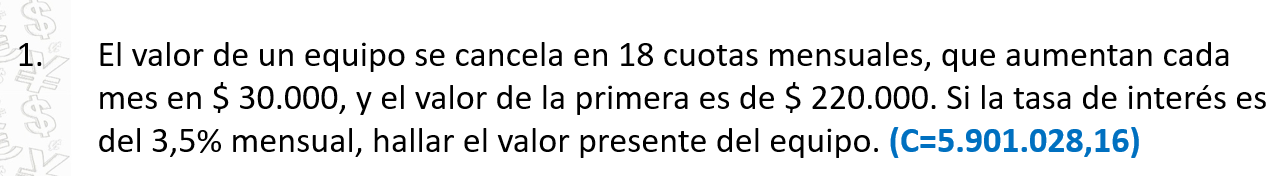 1. El valor de un equipo se cancela en 18 cuotas mensuales, que aumentan cada
mes en $ 30.000, y el valor de la primera es de $ 220.000. Si la tasa de interés es
del 3,5% mensual, hallar el valor presente del equipo. (C=5.901.028,16)